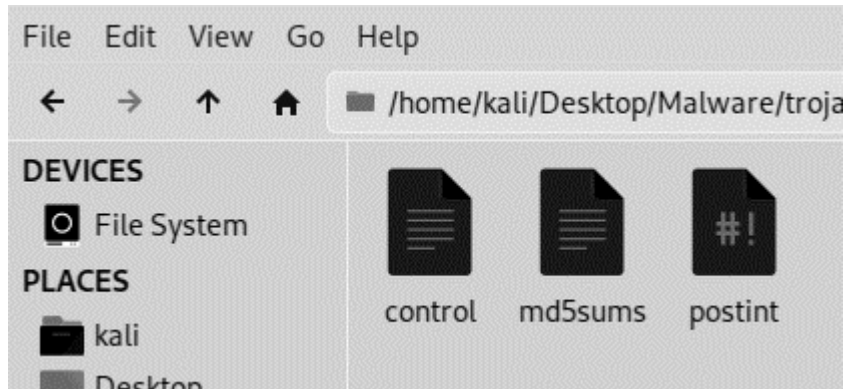 File Edit View Go Help
/home/kali/Desktop/Malware/troja
DEVICES
File System
PLACES
kali
Desktop
control md5sums postint
#!